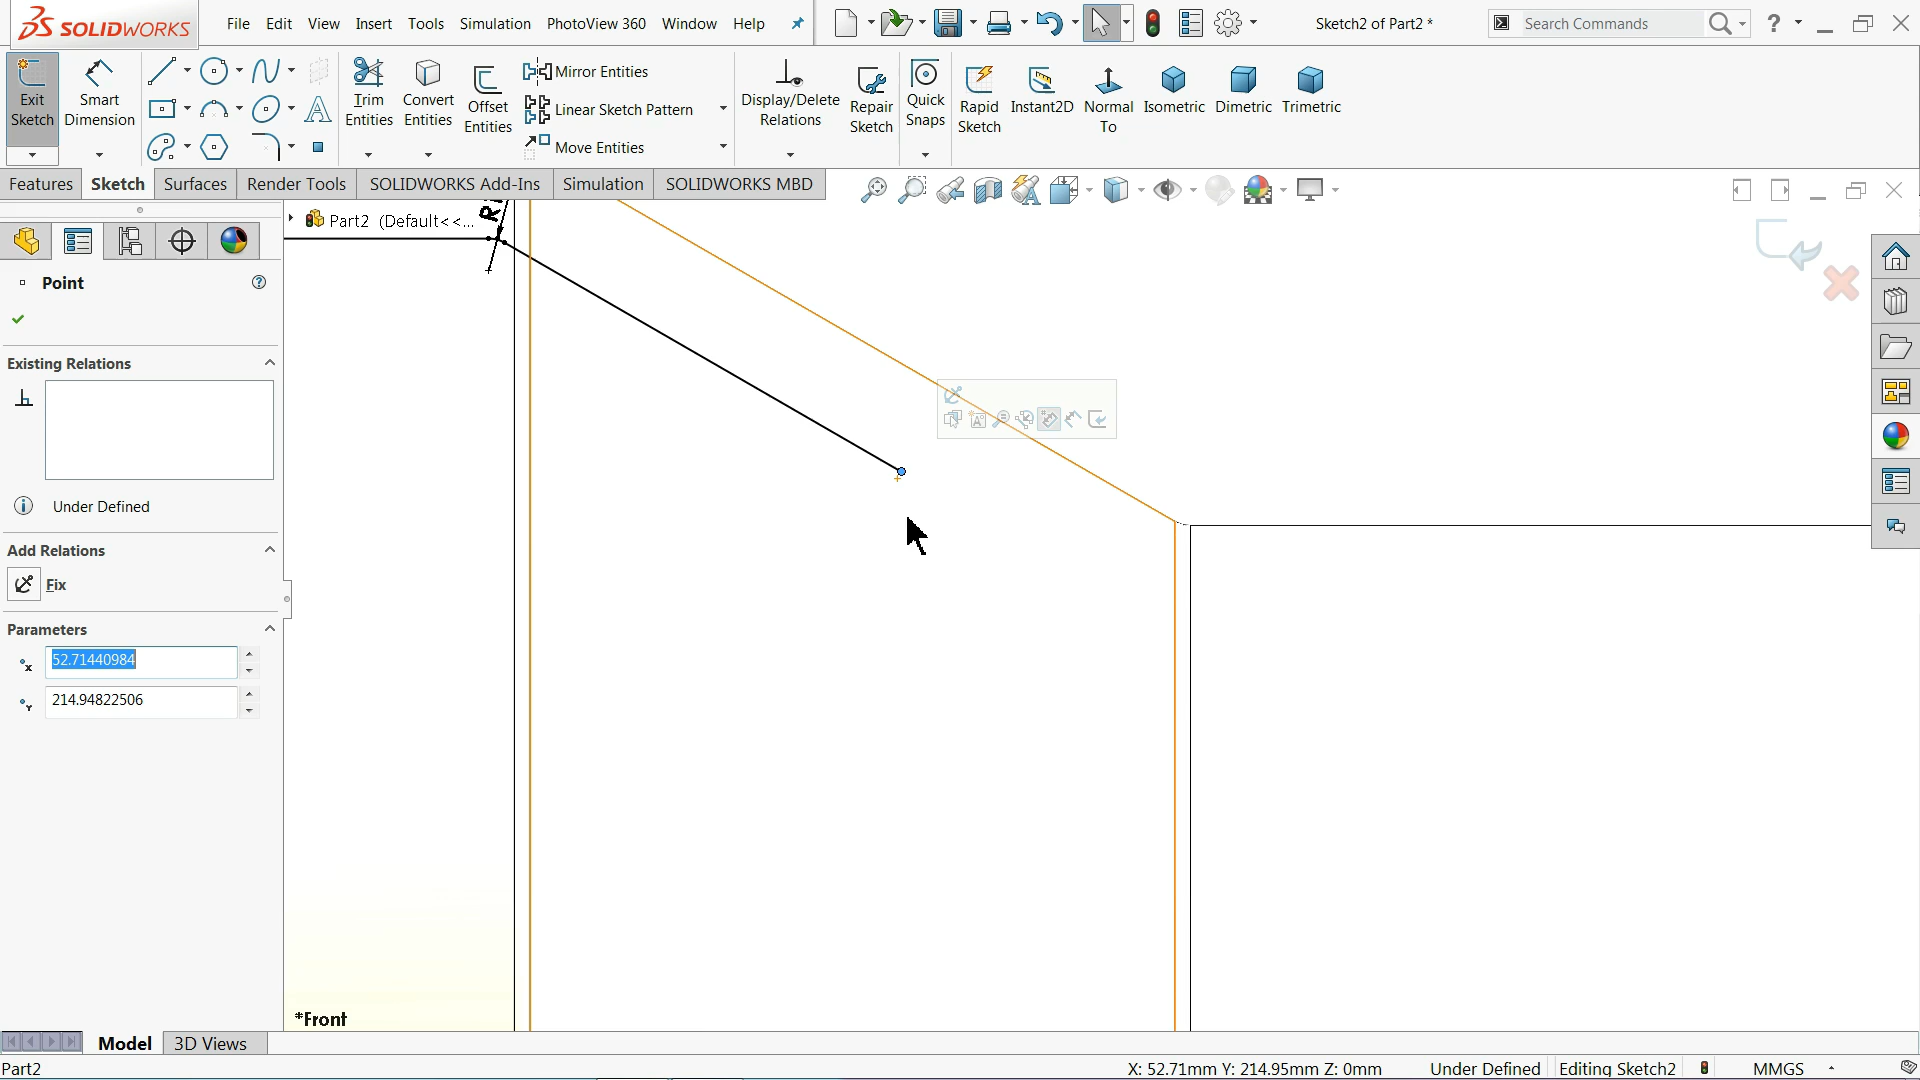 SOLIDWORKS
File Edit View Insert Tools Simulation PhotoView 360 Window Help
Sketch2 of Part2 *
Search Commands
Exit Sketch
Smart Dimension
Trim Entities
Convert Entities
Offset Entities
Mirror Entities
Linear Sketch Pattern
Move Entities
Display/Delete Relations
Repair Sketch
Quick Snaps
Rapid Sketch
Instant2D
Normal To
Isometric
Dimetric
Trimetric
Features Sketch Surfaces Render Tools SOLIDWORKS Add-Ins Simulation SOLIDWORKS MBD
Part2 (Default<<...
R
Point
Existing Relations
Under Defined
Add Relations
Fix
Parameters
52.71440984
214.94822506
*Front
Model 3D Views
Part2
X: 52.71mm Y: 214.95mm Z: 0mm
Under Defined
Editing Sketch2
MMGS